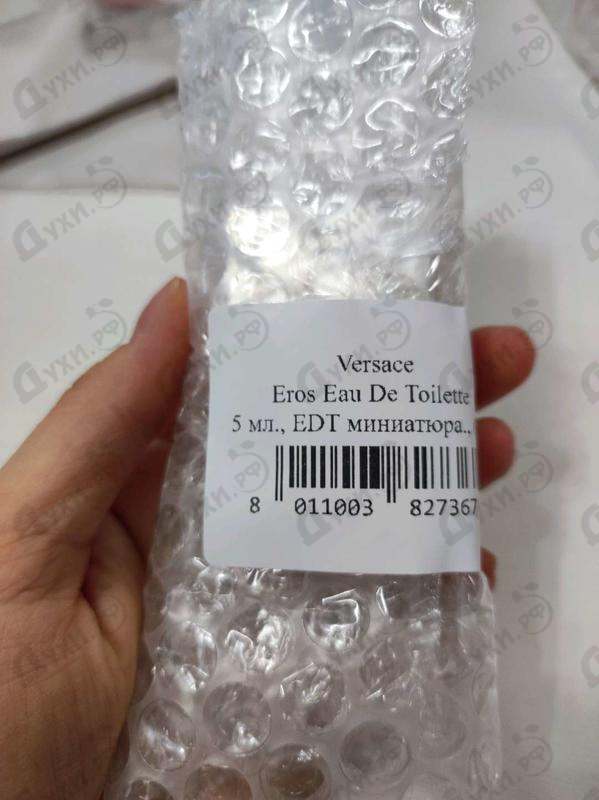 Versace
Eros Eau De Toilette
5 мл., EDT миниатюра.,
8 011003 827367
Духи.рф